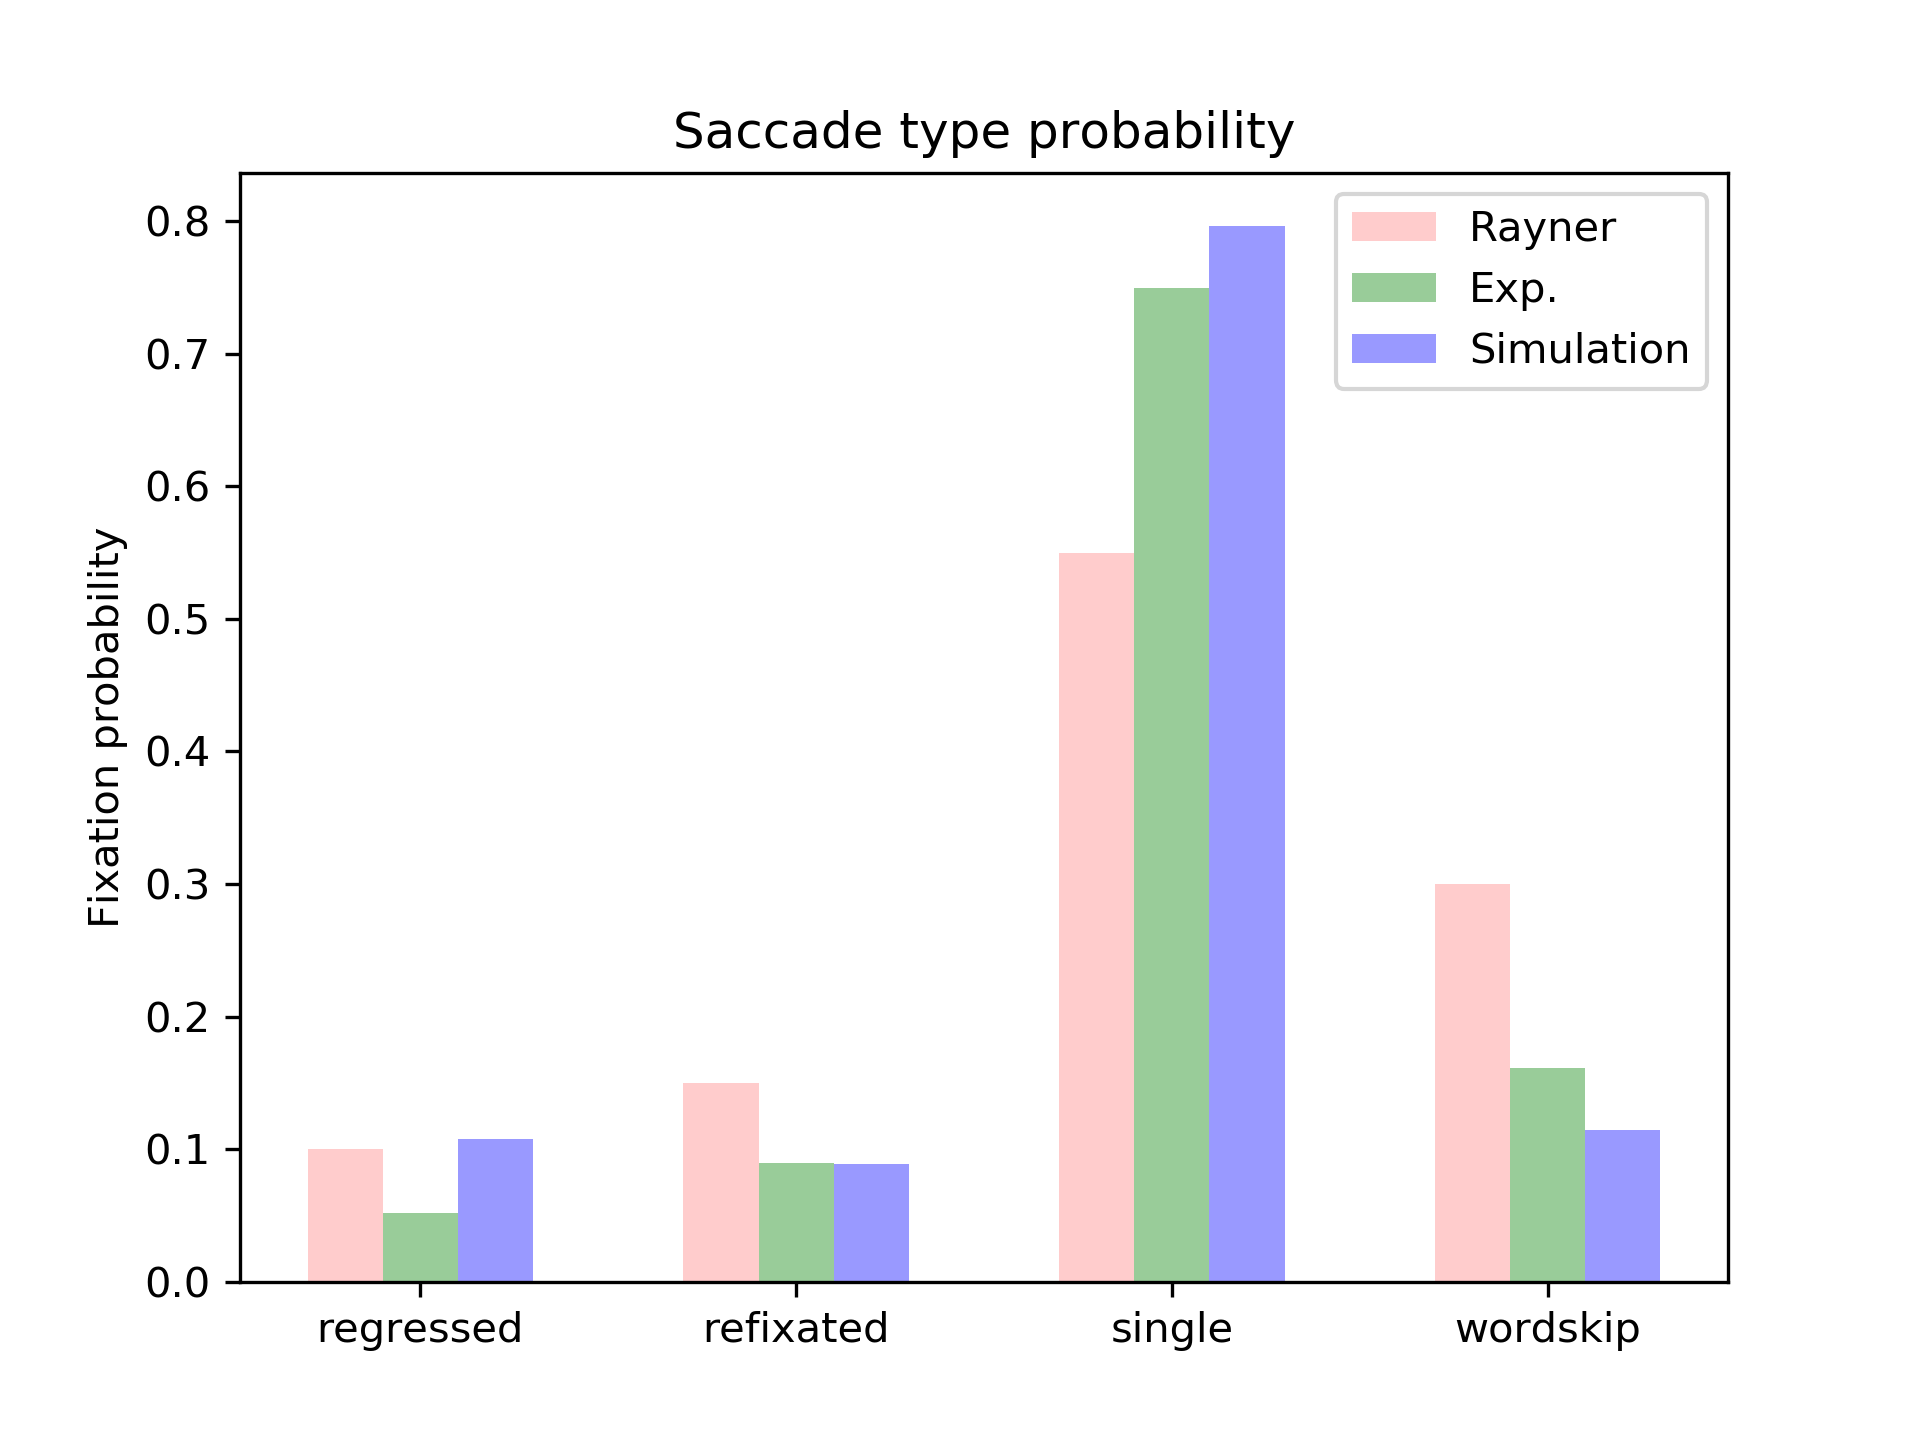 Saccade type probability
Fixation probability
0.8
0.7
0.6
0.5
0.4
0.3
0.2
0.1
0.0
Rayner
Exp.
Simulation
regressed
refixated
single
wordskip